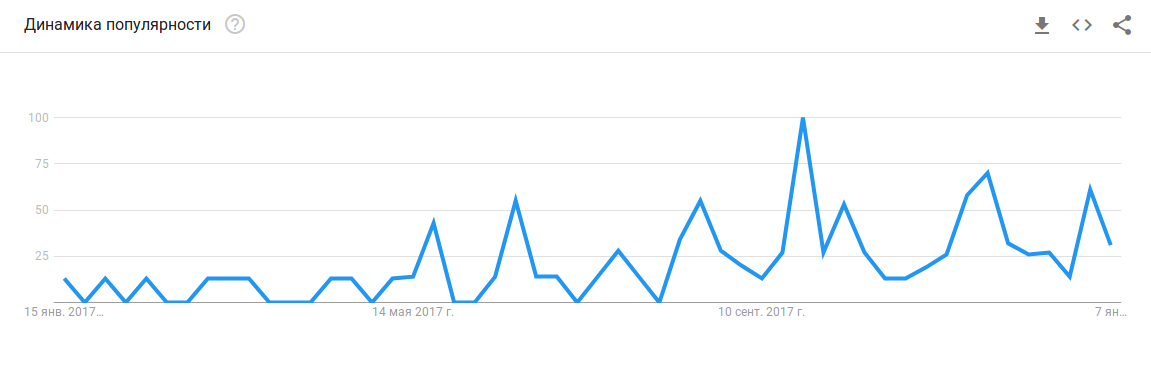 Динамика популярности ?
100
75
50
25
15 янв. 2017…
14 мая 2017 г.
10 сент. 2017 г.
7 ян…